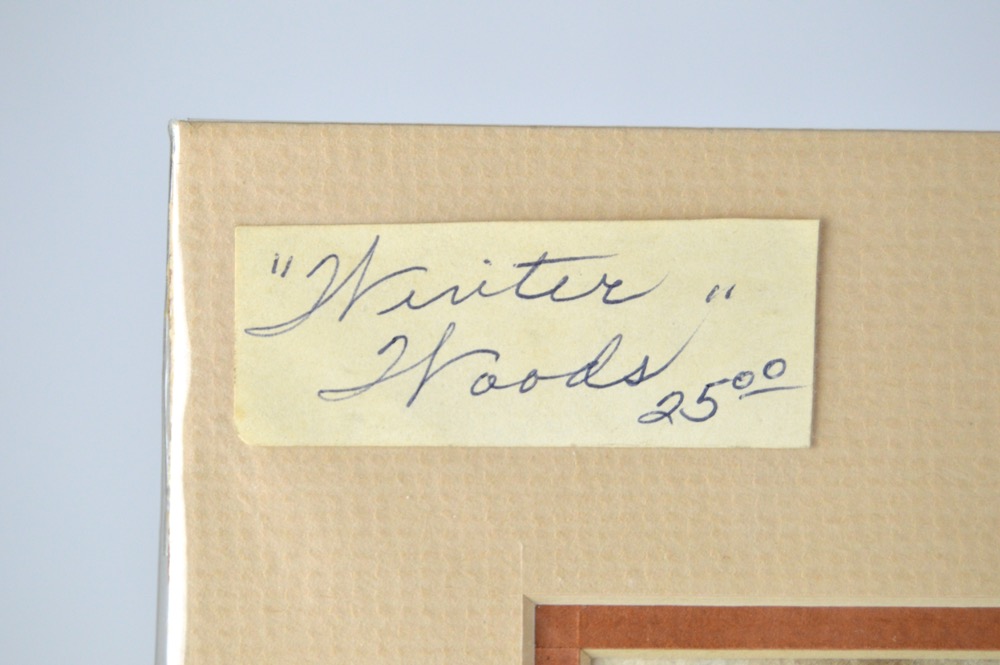 "Winter
Woods"
25⁰⁰